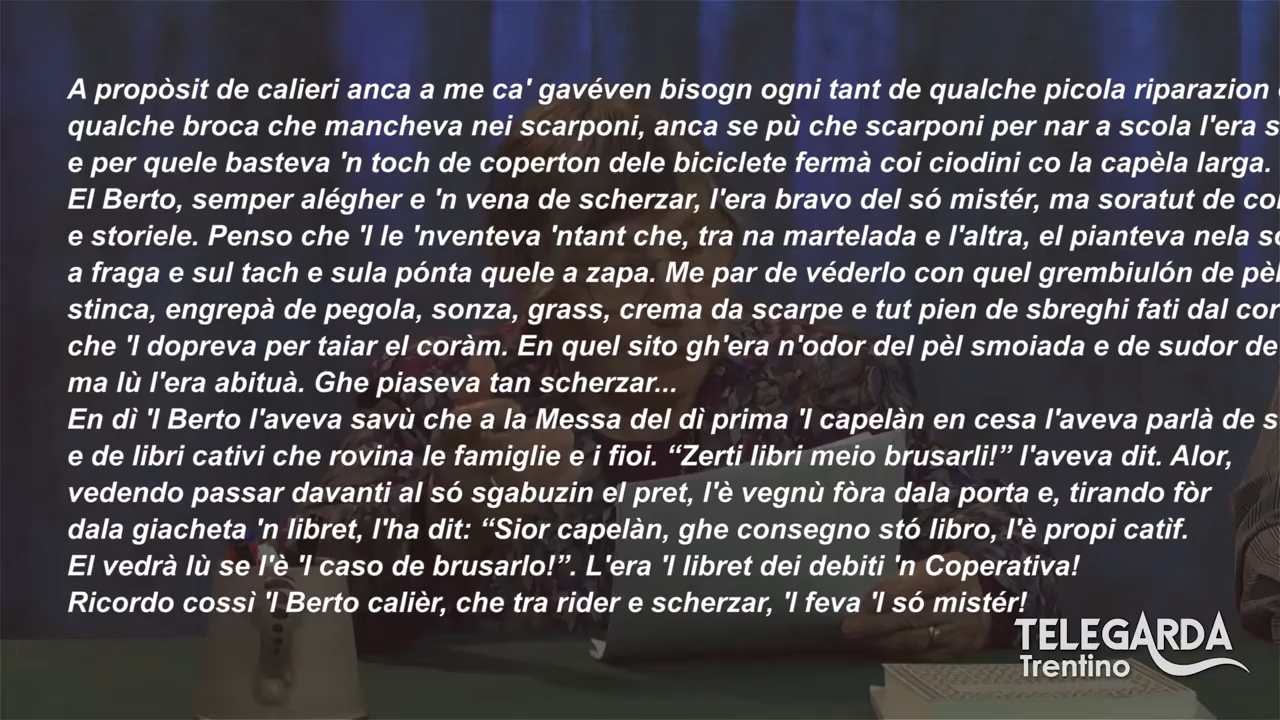 A propòsit de calieri anca a me ca' gavéven bisogn ogni tant de qualche picola riparazion
qualche broca che mancheva nei scarponi, anca se pù che scarponi per nar a scola l'era
e per quele basteva 'n toch de coperton dele biciclete fermà coi ciodini co la capèla larga.
El Berto, semper alégher e 'n vena de scherzar, l'era bravo del só mistér, ma soratut de
e storiele. Penso che 'l le 'nventeva 'ntant che, tra na martelada e l'altra, el pianteva nela
a fraga e sul tach e sula pónta quele a zapa. Me par de véderlo con quel grembiulón de
stinca, engrepà de pegola, sonza, grass, crema da scarpe e tut pien de sbreghi fati dal
che 'l dopreva per taiar el coràm. En quel sito gh'era n'odor del pèl smoiada e de sudor de
ma lù l'era abituà. Ghe piaseva tan scherzar...
En dì 'l Berto l'aveva savù che a la Messa del dì prima 'l capelàn en cesa l'aveva parlà de
e de libri cativi che rovina le famiglie e i fioi. “Zerti libri meio brusarli!” l'aveva dit. Alor,
vedendo passar davanti al só sgabuzin el pret, l'è vegnù fòra dala porta e, tirando fòr
dala giacheta 'n libret, l'ha dit: “Sior capelàn, ghe consegno stó libro, l'è propi catìf.
El vedrà lù se l'è 'l caso de brusarlo!”. L'era 'l libret dei debiti 'n Coperativa!
Ricordo cossì 'l Berto calièr, che tra rider e scherzar, 'l feva 'l só mistér!
TELEGARDA
Trentino